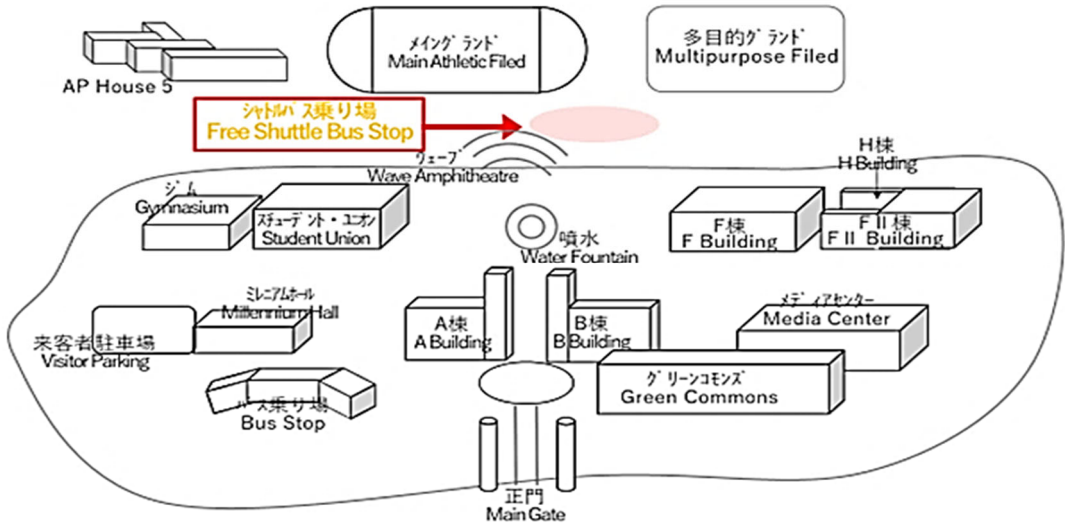 メイングランド
Main Athletic Filed
多目的グランド
Multipurpose Filed
AP House 5
シャトルバス乗り場
Free Shuttle Bus Stop
ウェーブ
Wave Amphitheatre
H棟
H Building
ジム
Gymnasium
スチューデント・ユニオン
Student Union
噴水
Water Fountain
F棟
F Building
FⅡ棟
FⅡ Building
ミレニアムホール
Millennium Hall
来客者駐車場
Visitor Parking
A棟
A Building
B棟
B Building
メディアセンター
Media Center
グリーンコモンズ
Green Commons
バス乗り場
Bus Stop
正門
Main Gate